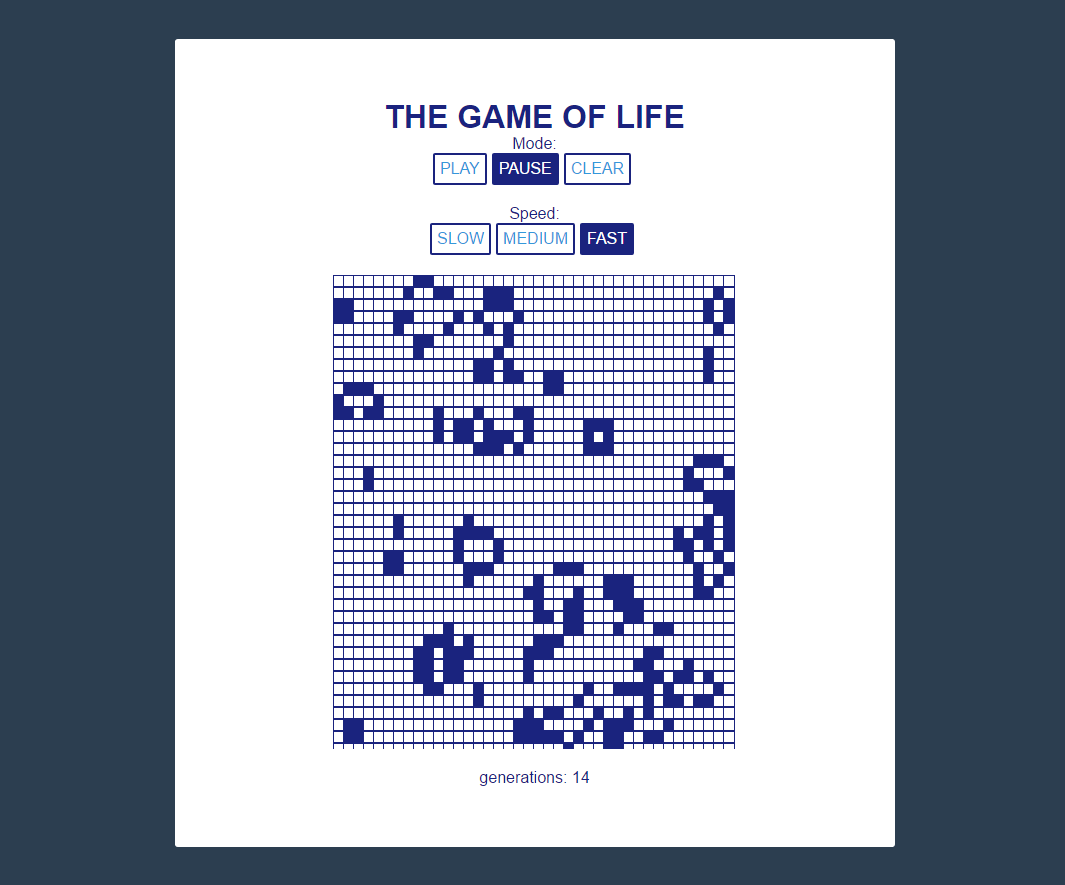 THE GAME OF LIFE
Mode:
PLAY PAUSE CLEAR
Speed:
SLOW MEDIUM FAST
generations: 14